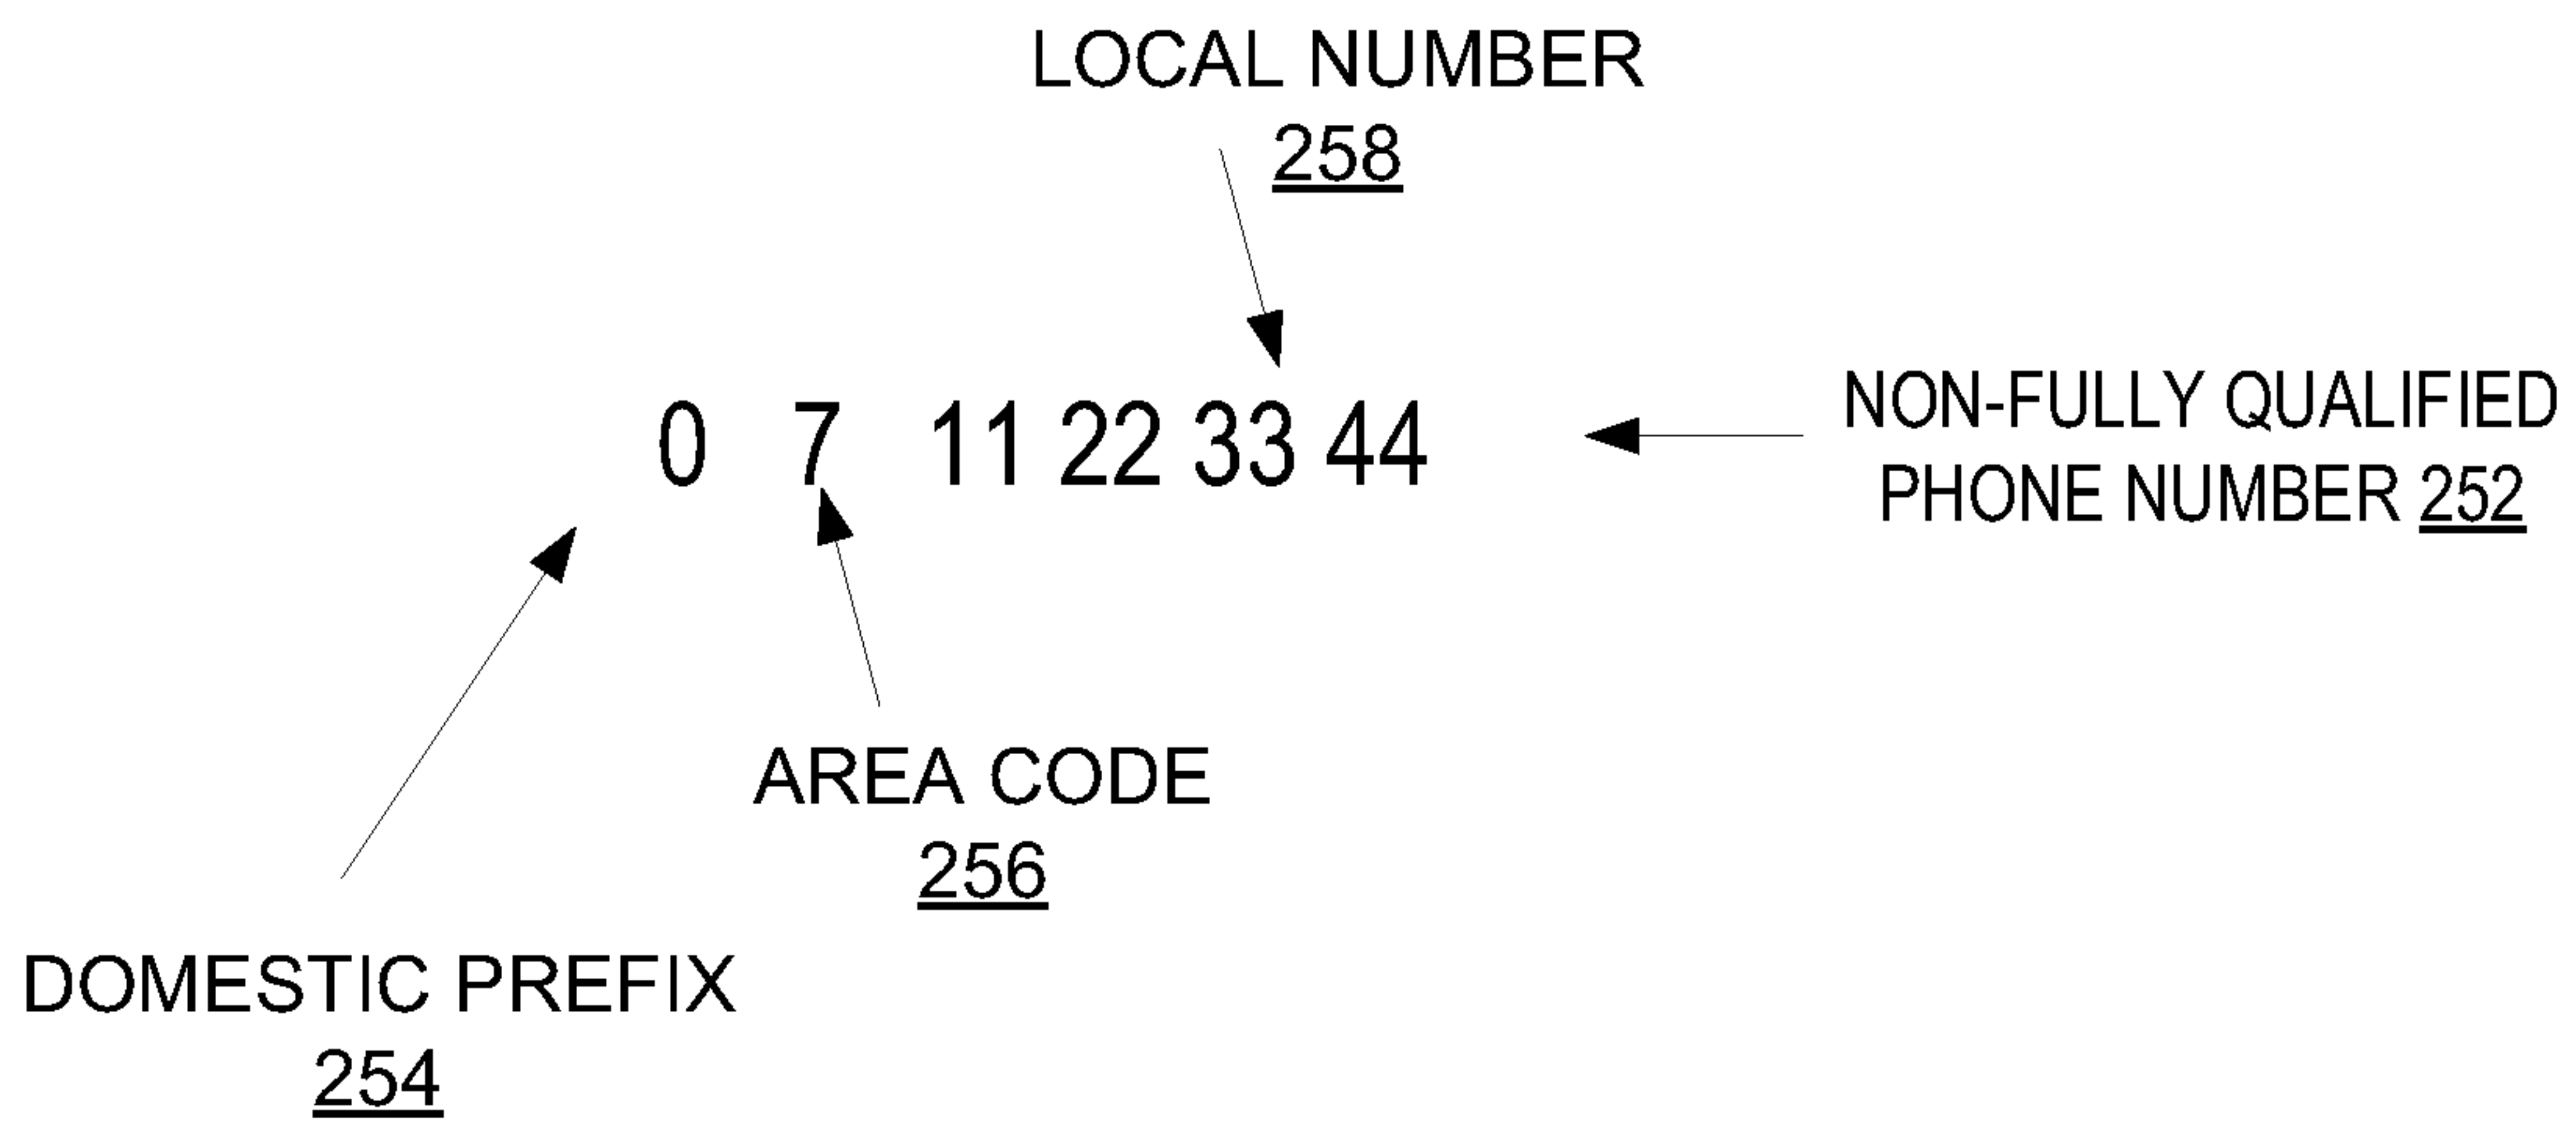 LOCAL NUMBER
258
0 7 11 22 33 44
NON-FULLY QUALIFIED
PHONE NUMBER 252
AREA CODE
256
DOMESTIC PREFIX
254